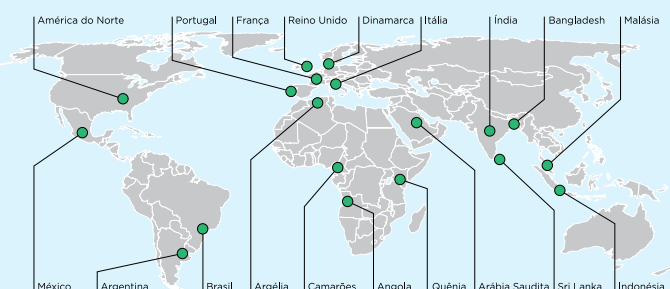 América do Norte
Portugal
França
Reino Unido
Dinamarca
Itália
Índia
Bangladesh
Malásia
México
Argentina
Brasil
Argélia
Camarões
Angola
Quênia
Arábia Saudita
Sri Lanka
Indonésia